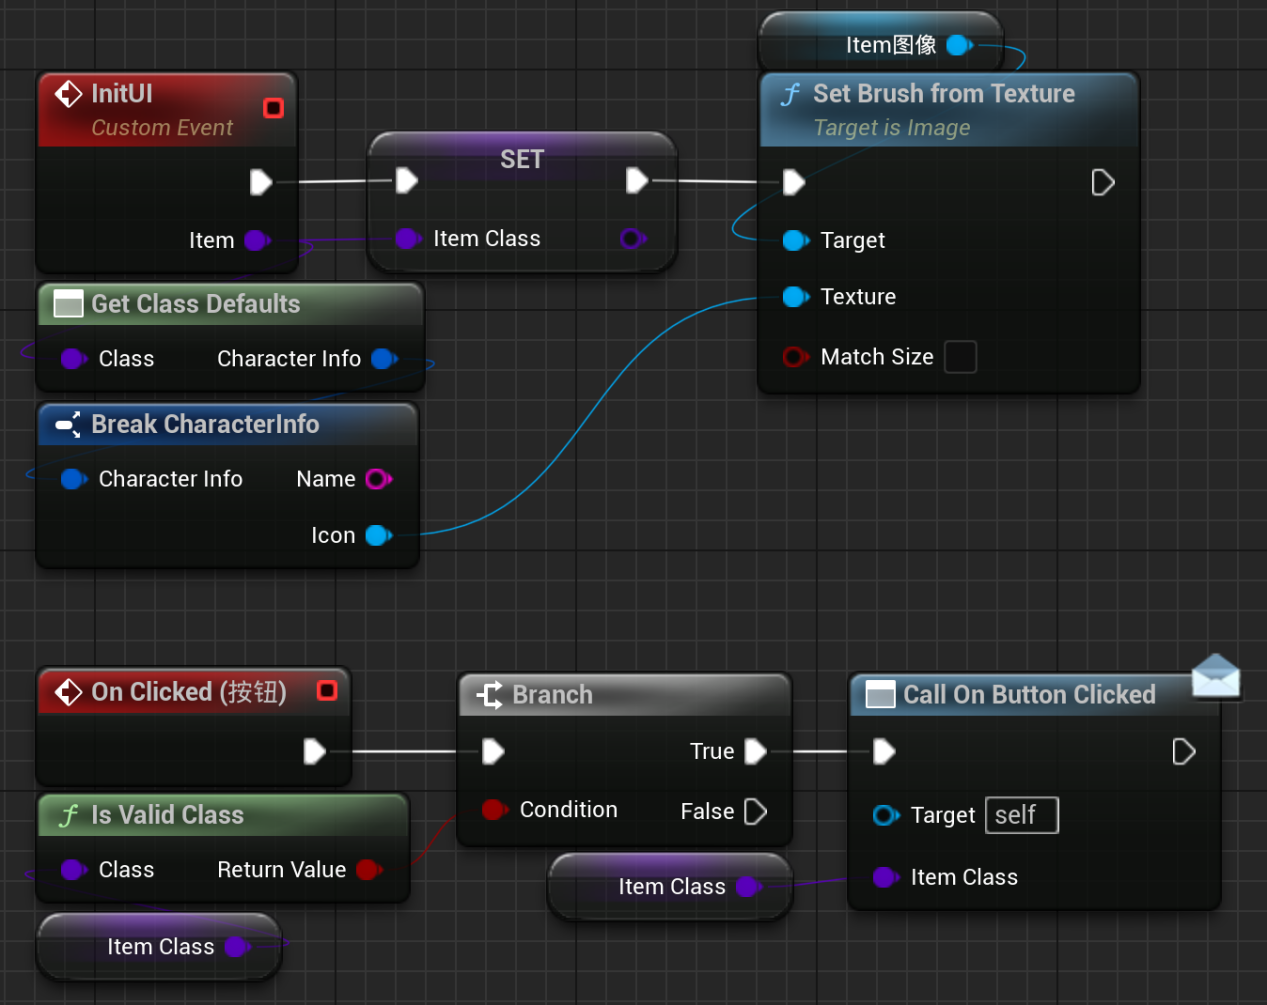 Item图像
InitUI
Custom Event
Item
SET
Item Class
Set Brush from Texture
Target is Image
Target
Texture
Match Size
Get Class Defaults
Class
Character Info
Break CharacterInfo
Character Info
Name
Icon
On Clicked (按钮)
Branch
True
Condition
False
Call On Button Clicked
Target
self
Item Class
Is Valid Class
Class
Return Value
Item Class
Item Class